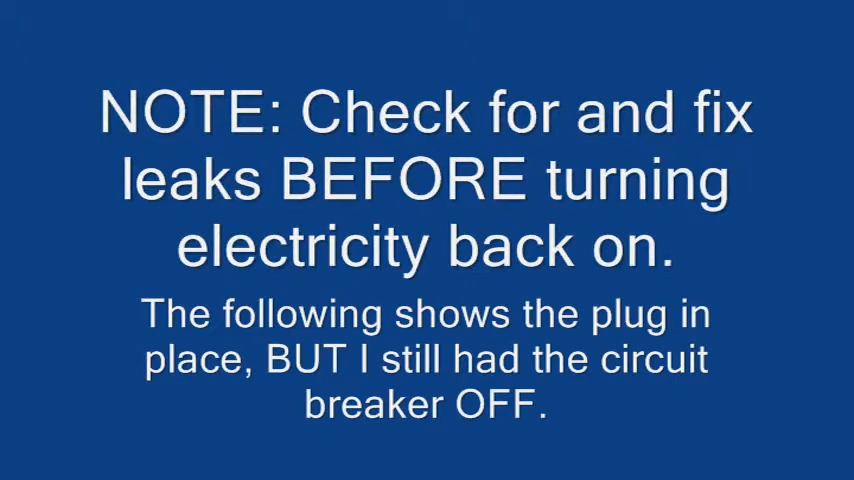 NOTE: Check for and fix
leaks BEFORE turning
electricity back on.
The following shows the plug in
place, BUT I still had the circuit
breaker OFF.